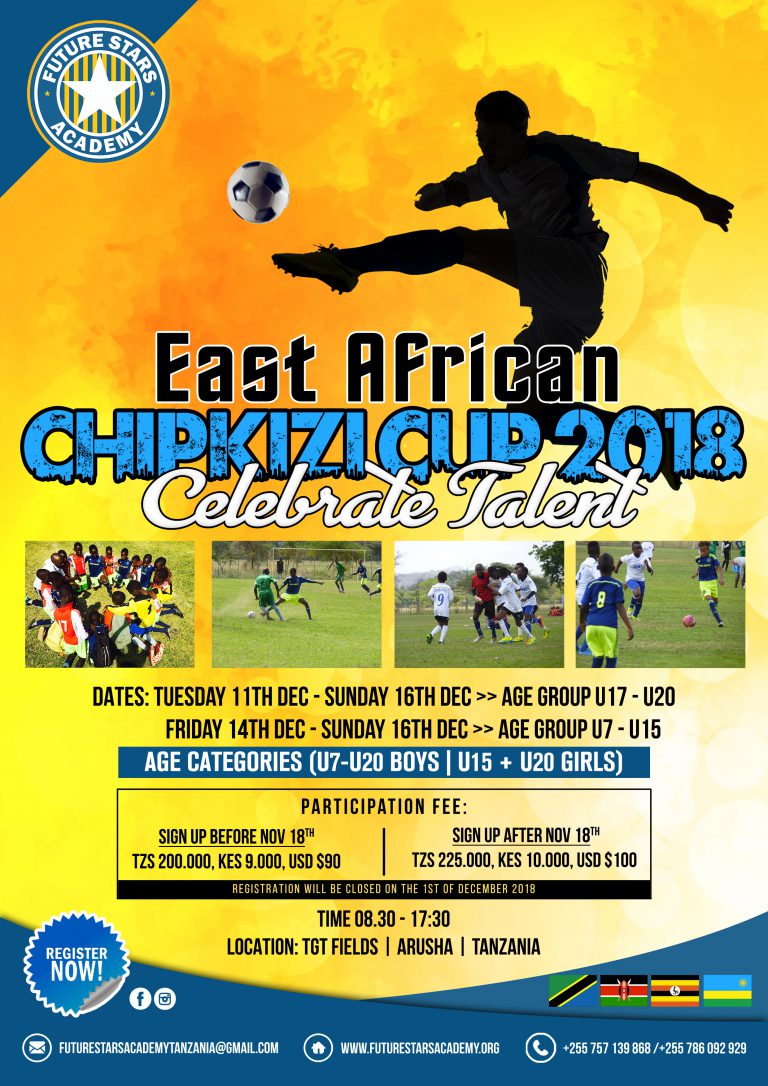 FUTURE STARS
ACADEMY
East African
CHIPKIZI CUP 2018
Celebrate Talent
9
8
DATES: TUESDAY 11TH DEC - SUNDAY 16TH DEC >> AGE GROUP U17 - U20
FRIDAY 14TH DEC - SUNDAY 16TH DEC >> AGE GROUP U7 - U15
AGE CATEGORIES (U7-U20 BOYS | U15 + U20 GIRLS)
PARTICIPATION FEE:
SIGN UP BEFORE NOV 18TH
TZS 200.000, KES 9.000, USD $90
SIGN UP AFTER NOV 18TH
TZS 225.000, KES 10.000, USD $100
REGISTRATION WILL BE CLOSED ON THE 1ST OF DECEMBER 2018
TIME 08.30 - 17:30
LOCATION: TGT FIELDS | ARUSHA | TANZANIA
REGISTER
NOW!
FUTURESTARSACADEMYTANZANIA@GMAIL.COM
WWW.FUTURESTARSACADEMY.ORG
+255 757 139 868 /+255 786 092 929